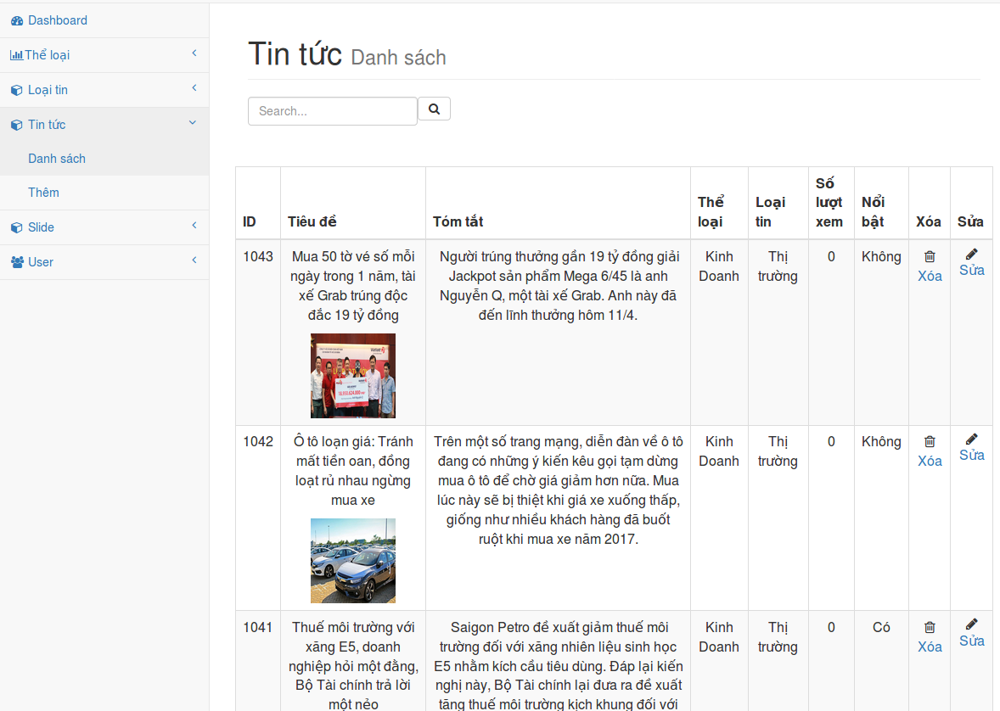 Dashboard
Thể loại
Loại tin
Tin tức
Danh sách
Thêm
Slide
User
Tin tức Danh sách
Search...
ID
Tiêu đề
Tóm tắt
Thể
loại
Loại
tin
Số
lượt
xem
Nổi
bật
Xóa
Sửa
1043
Mua 50 tờ vé số mỗi
ngày trong 1 năm, tài
xế Grab trúng độc
đắc 19 tỷ đồng
Người trúng thưởng gần 19 tỷ đồng giải
Jackpot sản phẩm Mega 6/45 là anh
Nguyễn Q, một tài xế Grab. Anh này đã
đến lĩnh thưởng hôm 11/4.
Kinh
Doanh
Thị
trường
0
Không
Xóa
Sửa
1042
Ô tô loạn giá: Tránh
mất tiền oan, đồng
loạt rủ nhau ngừng
mua xe
Trên một số trang mạng, diễn đàn về ô tô
đang có những ý kiến kêu gọi tạm dừng
mua ô tô để chờ giá giảm hơn nữa. Mua
lúc này sẽ bị thiệt khi giá xe xuống thấp,
giống như nhiều khách hàng đã buốt
ruột khi mua xe năm 2017.
Kinh
Doanh
Thị
trường
0
Không
Xóa
Sửa
1041
Thuế môi trường với
xăng E5, doanh
nghiệp hỏi một đằng,
Bộ Tài chính trả lời
một nẻo
Saigon Petro đề xuất giảm thuế môi
trường đối với xăng nhiên liệu sinh học
E5 nhằm kích cầu tiêu dùng. Đáp lại kiến
nghị này, Bộ Tài chính lại đưa ra đề xuất
tăng thuế môi trường kịch khung đối với
Kinh
Doanh
Thị
trường
0
Có
Xóa
Sửa